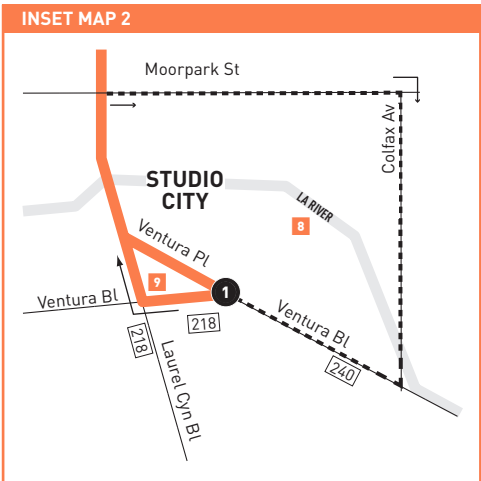 INSET MAP 2
Moorpark St
Colfax Av
STUDIO
CITY
LA RIVER
8
Ventura Pl
9
1
Ventura Bl
218
218
Ventura Bl
240
Laurel Cyn Bl